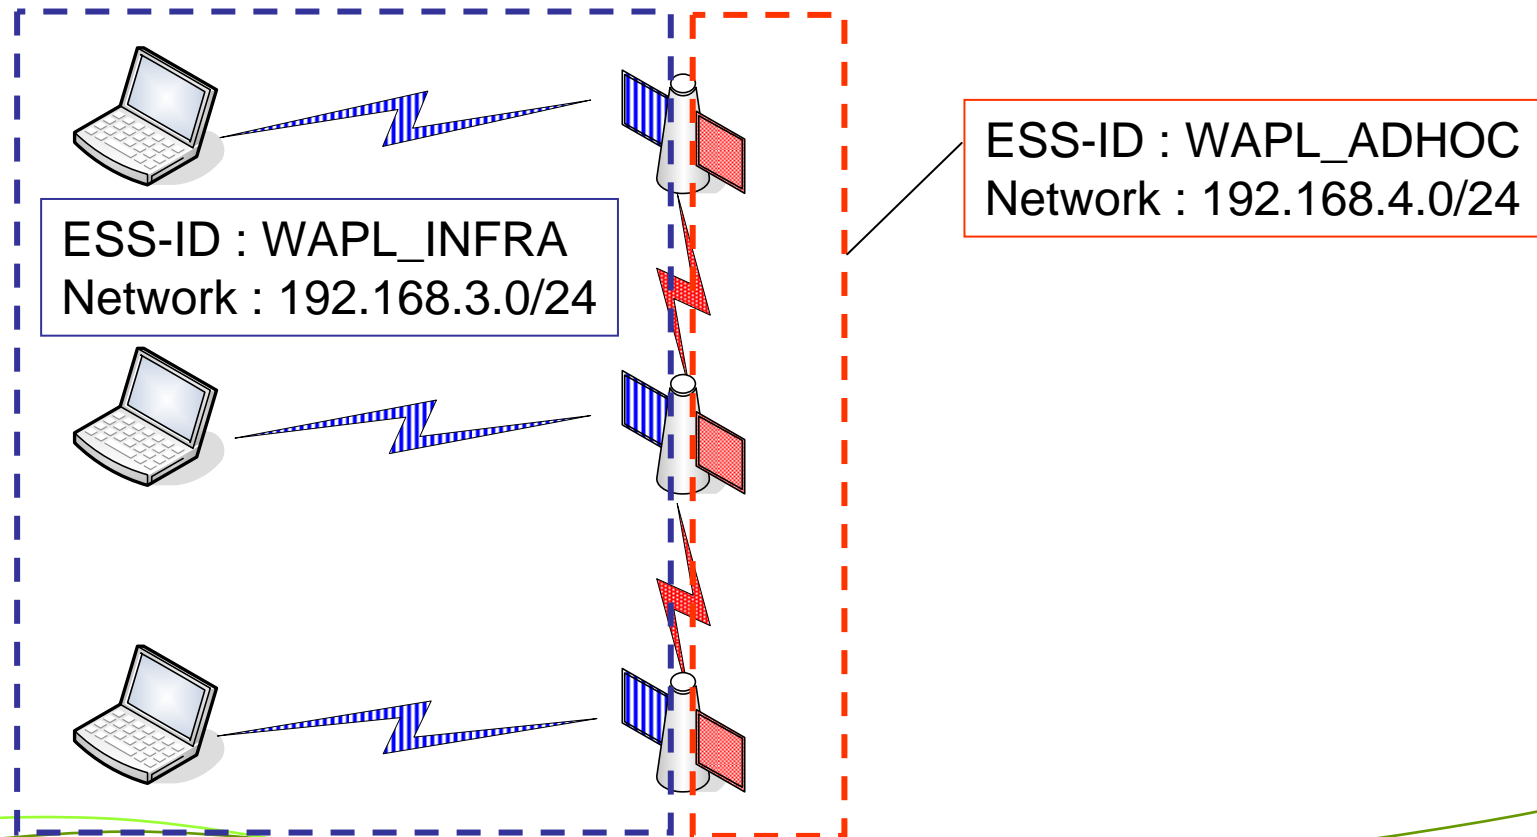 ESS-ID : WAPL_ADHOC
Network : 192.168.4.0/24
ESS-ID : WAPL_INFRA
Network : 192.168.3.0/24